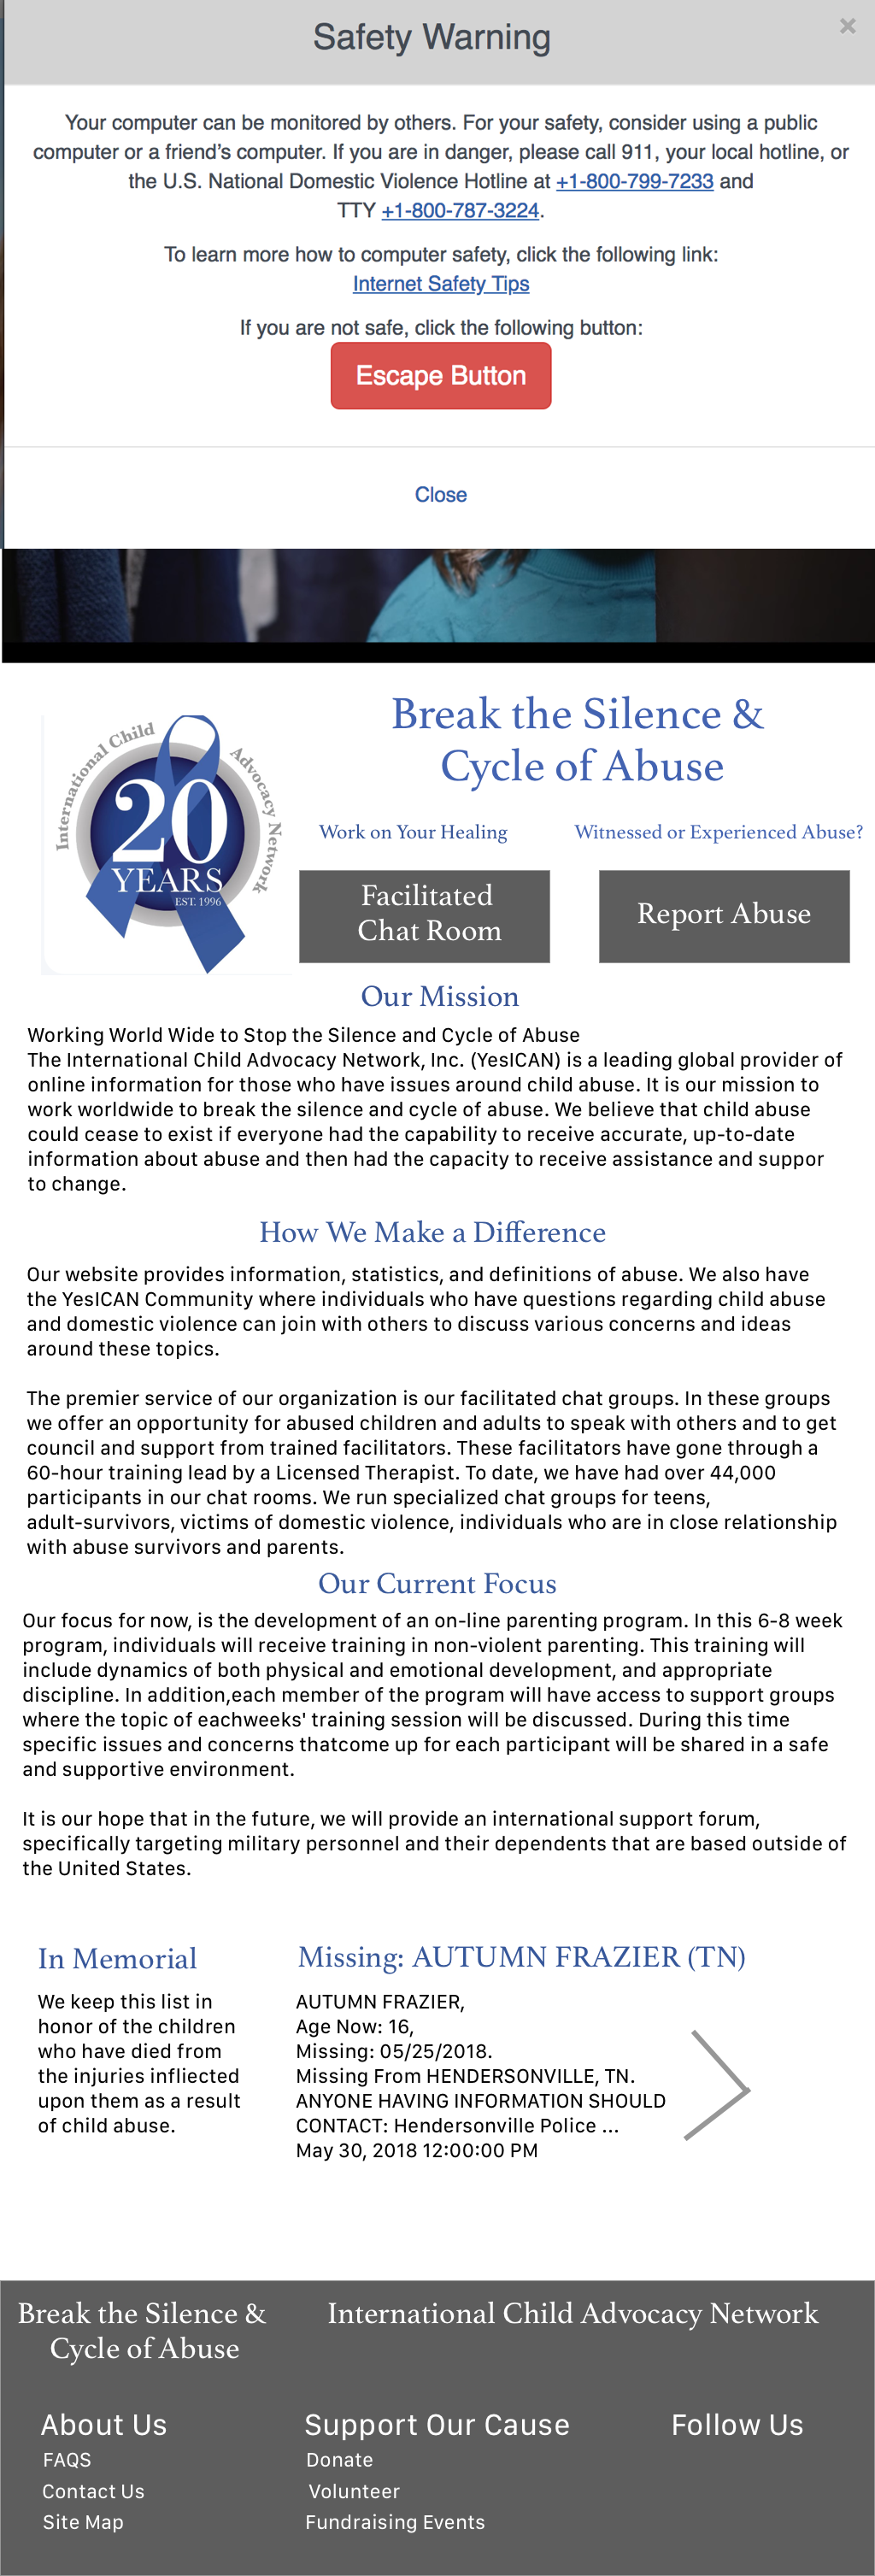 Safety Warning
×
Your computer can be monitored by others. For your safety, consider using a public
computer or a friend's computer. If you are in danger, please call 911, your local hotline, or
the U.S. National Domestic Violence Hotline at +1-800-799-7233 and
TTY +1-800-787-3224.
To learn more how to computer safety, click the following link:
Internet Safety Tips
If you are not safe, click the following button:
Escape Button
Close
International Child Advocacy Network
20
YEARS
EST. 1996
Break the Silence &
Cycle of Abuse
Work on Your Healing
Witnessed or Experienced Abuse?
Facilitated
Chat Room
Report Abuse
Our Mission
Working World Wide to Stop the Silence and Cycle of Abuse
The International Child Advocacy Network, Inc. (YesICAN) is a leading global provider of
online information for those who have issues around child abuse. It is our mission to
work worldwide to break the silence and cycle of abuse. We believe that child abuse
could cease to exist if everyone had the capability to receive accurate, up-to-date
information about abuse and then had the capacity to receive assistance and suppor
to change.
How We Make a Difference
Our website provides information, statistics, and definitions of abuse. We also have
the YesICAN Community where individuals who have questions regarding child abuse
and domestic violence can join with others to discuss various concerns and ideas
around these topics.
The premier service of our organization is our facilitated chat groups. In these groups
we offer an opportunity for abused children and adults to speak with others and to get
council and support from trained facilitators. These facilitators have gone through a
60-hour training lead by a Licensed Therapist. To date, we have had over 44,000
participants in our chat rooms. We run specialized chat groups for teens,
adult-survivors, victims of domestic violence, individuals who are in close relationship
with abuse survivors and parents.
Our Current Focus
Our focus for now, is the development of an on-line parenting program. In this 6-8 week
program, individuals will receive training in non-violent parenting. This training will
include dynamics of both physical and emotional development, and appropriate
discipline. In addition,each member of the program will have access to support groups
where the topic of eachweeks' training session will be discussed. During this time
specific issues and concerns thatcome up for each participant will be shared in a safe
and supportive environment.
It is our hope that in the future, we will provide an international support forum,
specifically targeting military personnel and their dependents that are based outside of
the United States.
In Memorial
We keep this list in
honor of the children
who have died from
the injuries infliected
upon them as a result
of child abuse.
Missing: AUTUMN FRAZIER (TN)
AUTUMN FRAZIER,
Age Now: 16,
Missing: 05/25/2018.
Missing From HENDERSONVILLE, TN.
ANYONE HAVING INFORMATION SHOULD
CONTACT: Hendersonville Police ...
May 30, 2018 12:00:00 PM
Break the Silence &
Cycle of Abuse
International Child Advocacy Network
About Us
FAQS
Contact Us
Site Map
Support Our Cause
Donate
Volunteer
Fundraising Events
Follow Us